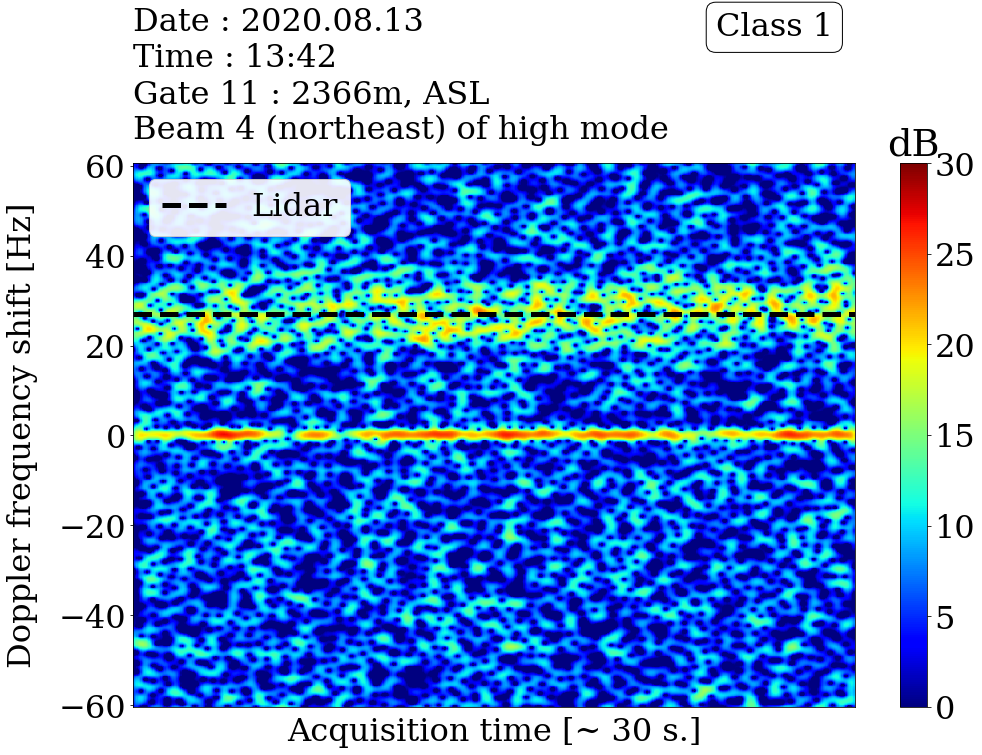 Date : 2020.08.13
Time : 13:42
Gate 11 : 2366m, ASL
Beam 4 (northeast) of high mode
Class 1
dB
Lidar
60
40
20
0
−20
−40
−60
Doppler frequency shift [Hz]
Acquisition time [~ 30 s.]
30
25
20
15
10
5
0